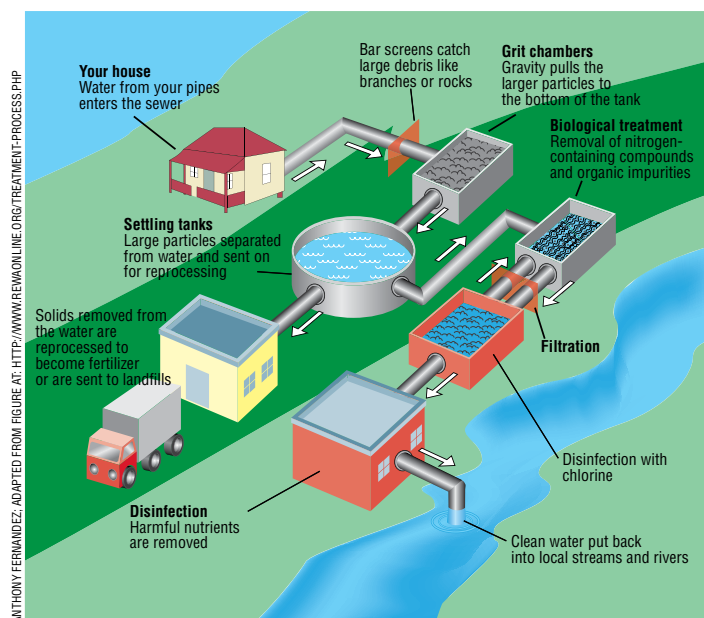 ANTHONY FERNANDEZ; ADAPTED FROM FIGURE AT: HTTP://WWW.REWAONLINE.ORG/TREATMENT-PROCESS.PHP
Your house
Water from your pipes
enters the sewer
Bar screens catch
large debris like
branches or rocks
Grit chambers
Gravity pulls the
larger particles to
the bottom of the tank
Biological treatment
Removal of nitrogen-
containing compounds
and organic impurities
Settling tanks
Large particles separated
from water and sent on
for reprocessing
Solids removed from
the water are
reprocessed to
become fertilizer
or are sent to landfills
Filtration
Disinfection with
chlorine
Disinfection
Harmful nutrients
are removed
Clean water put back
into local streams and rivers